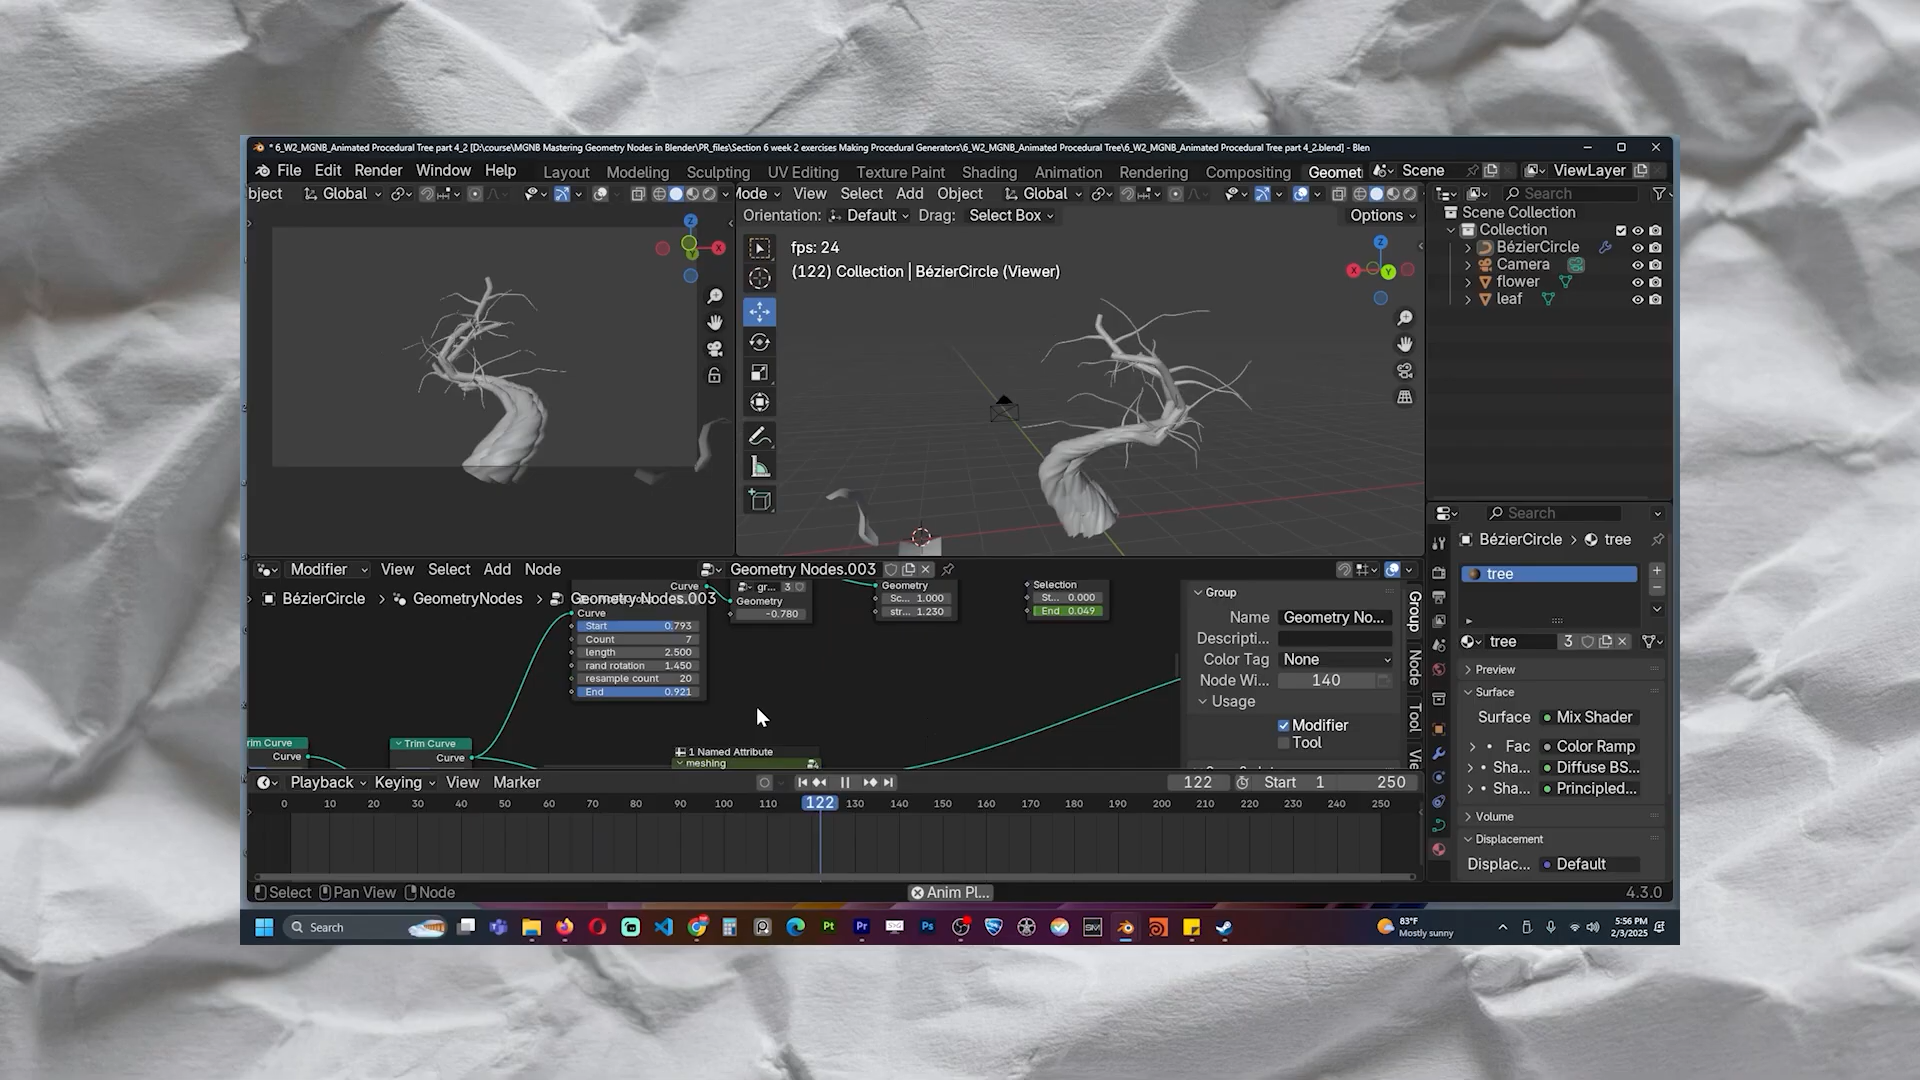 * 6_W2_MGNB_Animated Procedural Tree part 4_2 [D:\course\MGNB Mastering Geometry Nodes in Blender\PR_files\Section 6 week 2 exercises Making Procedural Generators\6_W2_MGNB_Animated Procedural Tree\6_W2_MGNB_Animated Procedural Tree part 4_2.blend] - Blen
File Edit Render Window Help Layout Modeling Sculpting UV Editing Texture Paint Shading Animation Rendering Compositing Geomet Scene ViewLayer
bject Global
Mode View Select Add Object Global
Orientation: Default Drag: Select Box Options
fps: 24
(122) Collection | BézierCircle (Viewer)
Z
X
Y
Z
X
Y
Search
Scene Collection
Collection
BézierCircle
Camera
flower
leaf
Modifier View Select Add Node Geometry Nodes.003
BézierCircle GeometryNodes Geometry Nodes.003
Curve
Curve
Start 0.793
Count 7
length 2.500
rand rotation 1.450
resample count 20
End 0.921
gr... 3
Geometry
-0.780
Geometry
Sc... 1.000
str... 1.230
Selection
St... 0.000
End 0.049
rim Curve
Curve
Trim Curve
Curve
1 Named Attribute
meshing
Group
Name Geometry No...
Descripti...
Color Tag None
Node Wi... 140
Usage
Modifier
Tool
Group
Node
Tool
Vi
Playback Keying View Marker 122 Start 1 250
0 10 20 30 40 50 60 70 80 90 100 110 122 130 140 150 160 170 180 190 200 210 220 230 240 250
Select Pan View Node Anim Pl... 4.3.0
Search
BézierCircle tree
tree
tree 3
Preview
Surface
Surface Mix Shader
Fac Color Ramp
Sha... Diffuse BS...
Sha... Principled...
Volume
Displacement
Displac... Default
Search
Pt
Pr
SVG
Ps
SM
83°F
Mostly sunny
5:56 PM
2/3/2025